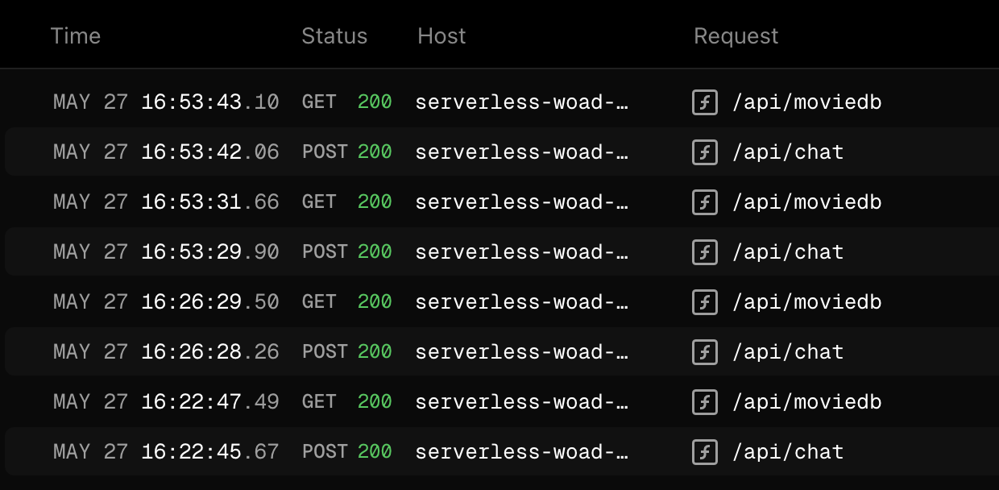 Time Status Host Request
MAY 27 16:53:43.10 GET 200 serverless-woad-… /api/moviedb
MAY 27 16:53:42.06 POST 200 serverless-woad-… /api/chat
MAY 27 16:53:31.66 GET 200 serverless-woad-… /api/moviedb
MAY 27 16:53:29.90 POST 200 serverless-woad-… /api/chat
MAY 27 16:26:29.50 GET 200 serverless-woad-… /api/moviedb
MAY 27 16:26:28.26 POST 200 serverless-woad-… /api/chat
MAY 27 16:22:47.49 GET 200 serverless-woad-… /api/moviedb
MAY 27 16:22:45.67 POST 200 serverless-woad-… /api/chat